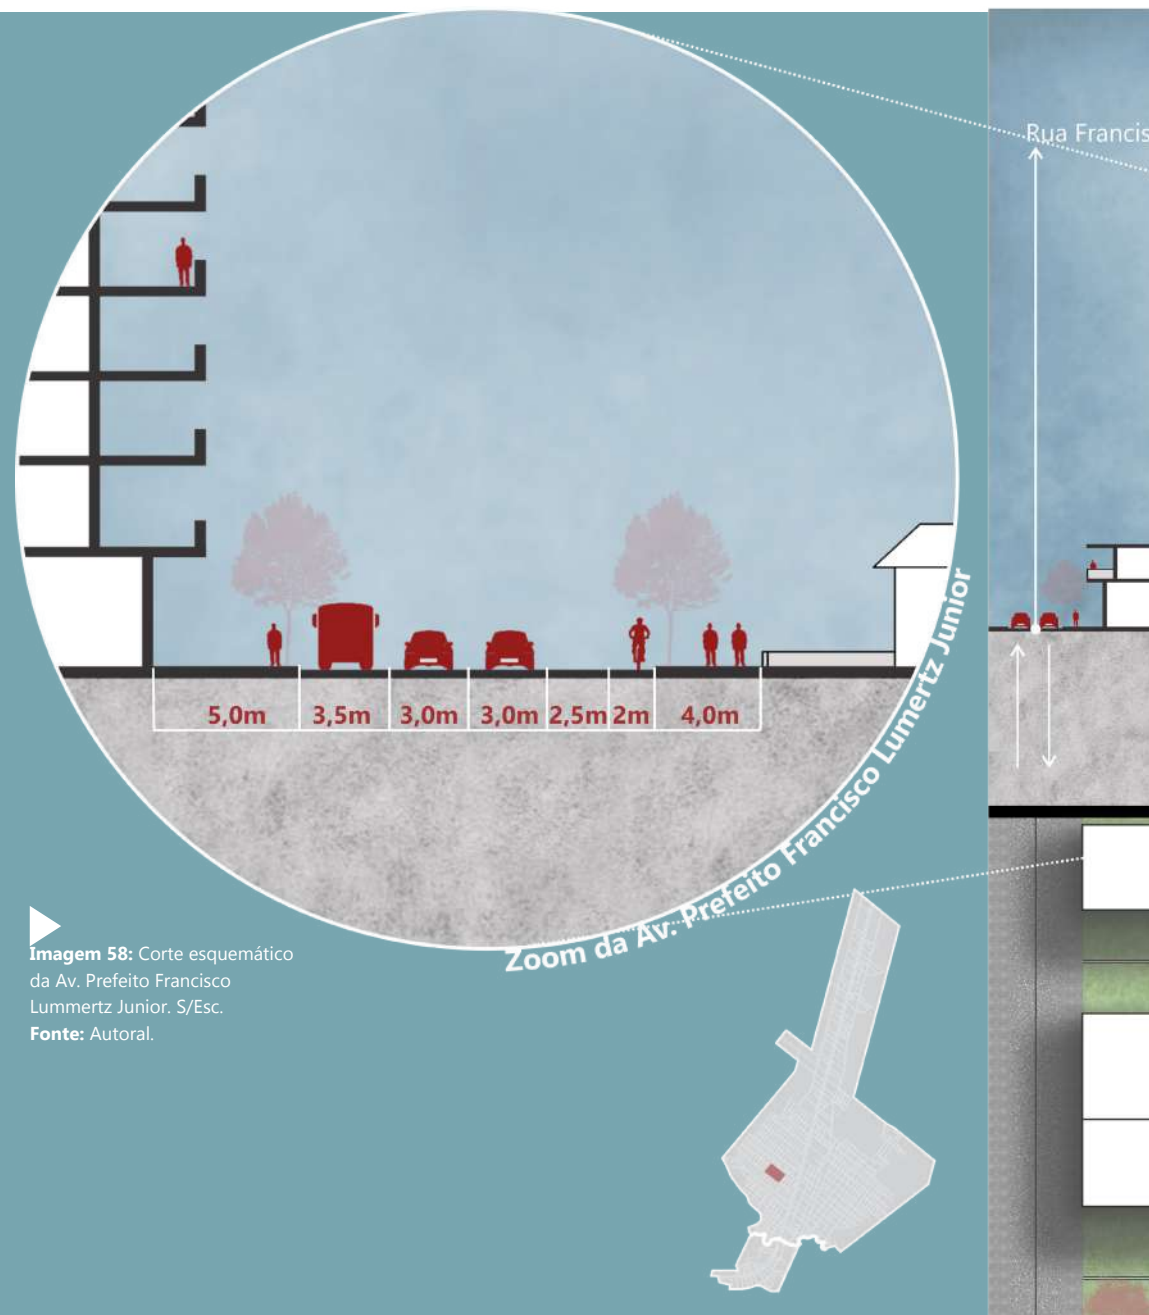 Rua Francis
5,0m 3,5m 3,0m 3,0m 2,5m 2m 4,0m
Zoom da Av. Prefeito Francisco Lumertz Junior
Imagem 58: Corte esquemático
da Av. Prefeito Francisco
Lummertz Junior. S/Esc.
Fonte: Autoral.